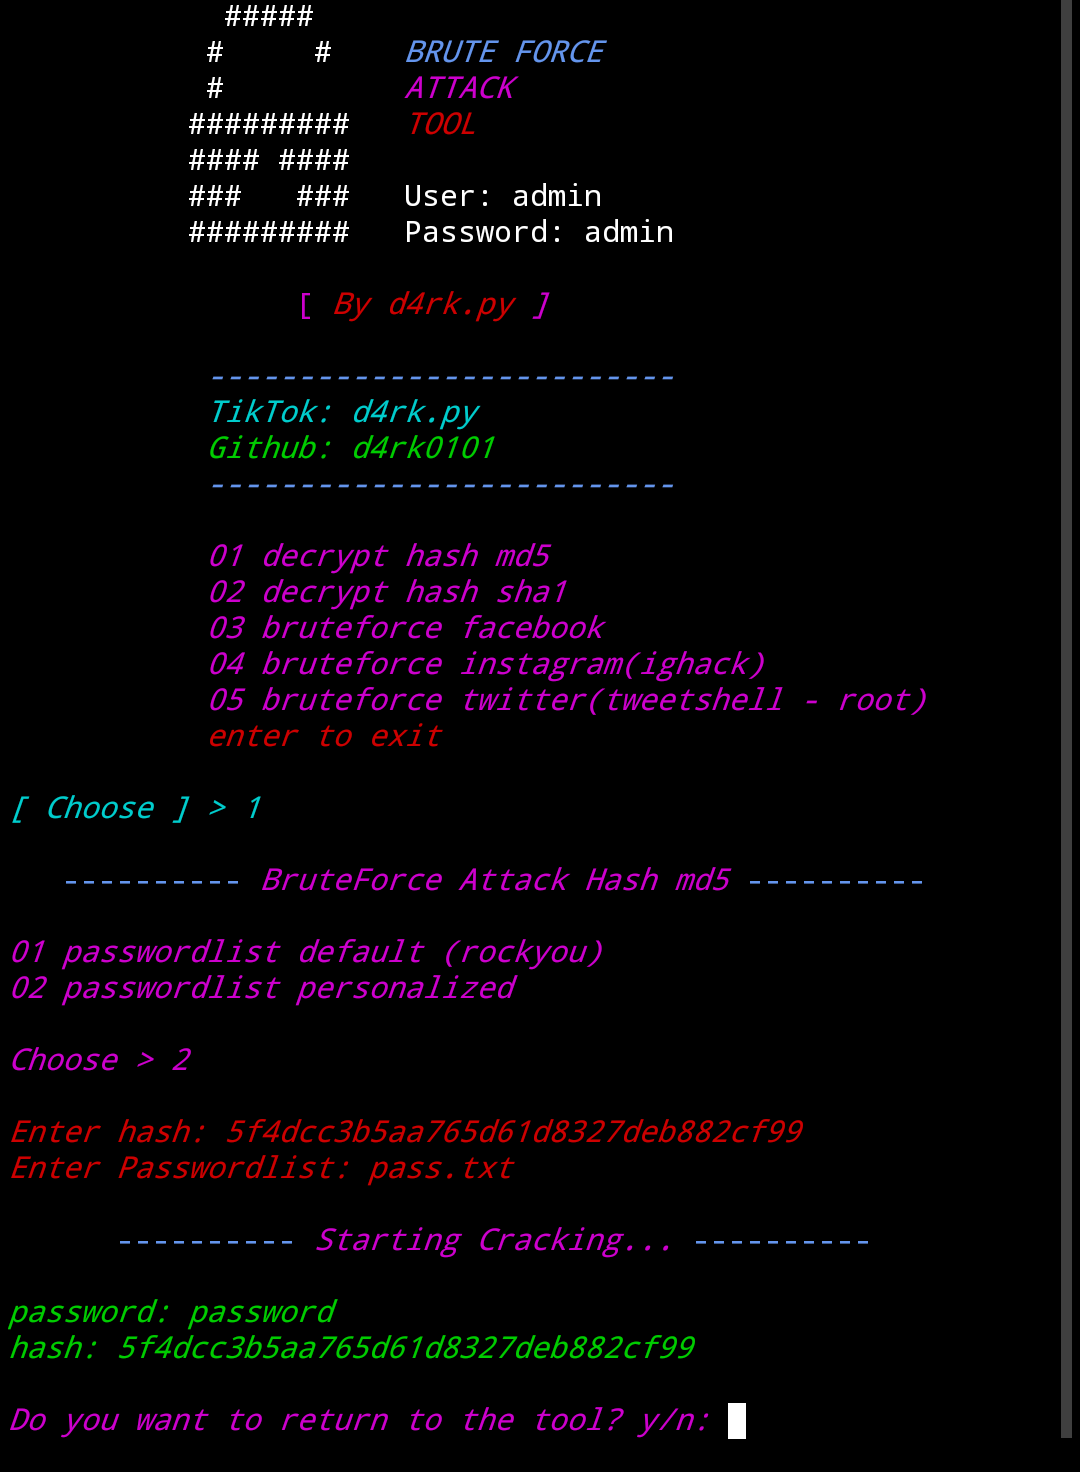 #####
# # BRUTE FORCE
# ATTACK
######### TOOL
#### ####
### ### User: admin
######### Password: admin
[ By d4rk.py ]
--------------------------
TikTok: d4rk.py
Github: d4rk0101
--------------------------
01 decrypt hash md5
02 decrypt hash sha1
03 bruteforce facebook
04 bruteforce instagram(ighack)
05 bruteforce twitter(tweetshell - root)
enter to exit
[ Choose ] > 1
---------- BruteForce Attack Hash md5 ----------
01 passwordlist default (rockyou)
02 passwordlist personalized
Choose > 2
Enter hash: 5f4dcc3b5aa765d61d8327deb882cf99
Enter Passwordlist: pass.txt
---------- Starting Cracking... ----------
password: password
hash: 5f4dcc3b5aa765d61d8327deb882cf99
Do you want to return to the tool? y/n: